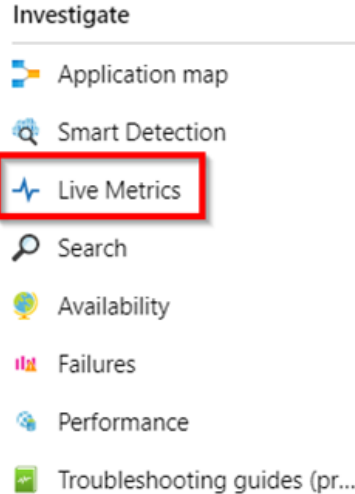 Investigate
Application map
Smart Detection
Live Metrics
Search
Availability
Failures
Performance
Troubleshooting guides (pr...